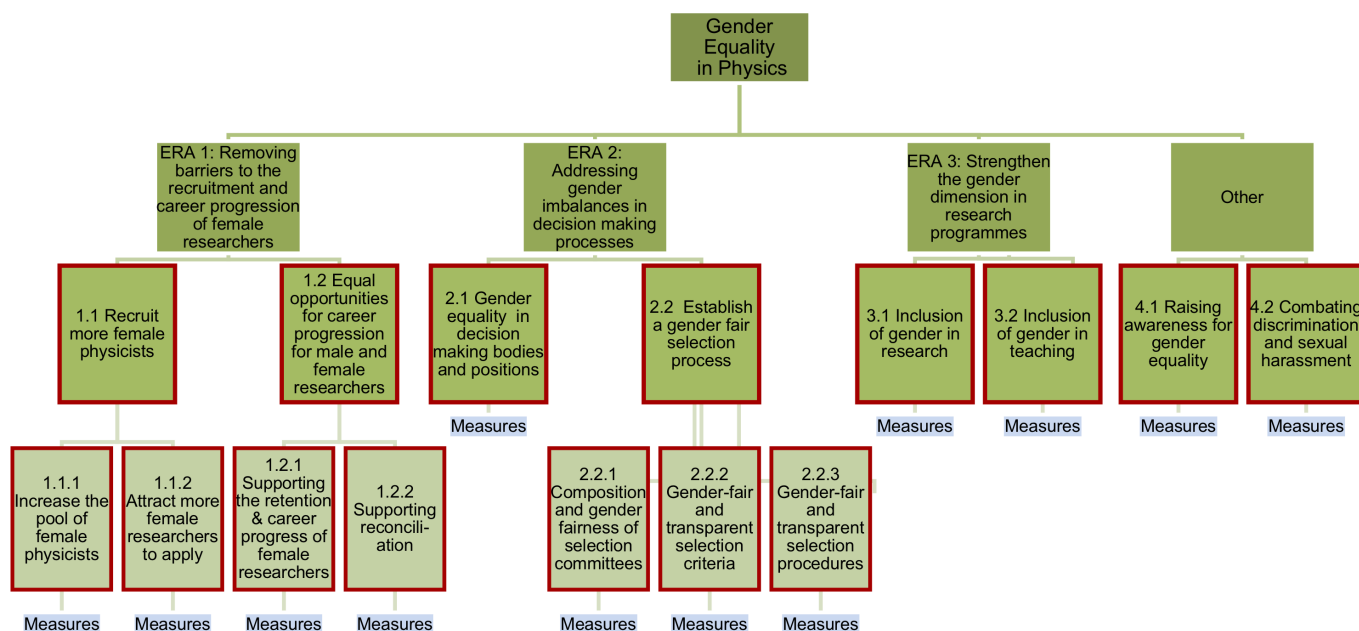 Gender
Equality
in Physics
ERA 1: Removing
barriers to the
recruitment and
career progression
of female
researchers
ERA 2:
Addressing
gender
imbalances in
decision making
processes
ERA 3: Strengthen
the gender
dimension in
research
programmes
Other
1.1 Recruit
more female
physicists
1.2 Equal
opportunities
for career
progression
for male and
female
researchers
2.1 Gender
equality in
decision
making bodies
and positions
2.2 Establish
a gender fair
selection
process
3.1 Inclusion
of gender in
research
3.2 Inclusion
of gender in
teaching
4.1 Raising
awareness for
gender
equality
4.2 Combating
discrimination
and sexual
harassment
Measures
Measures
Measures
Measures
Measures
1.1.1
Increase the
pool of
female
physicists
1.1.2
Attract more
female
researchers
to apply
1.2.1
Supporting
the retention
& career
progress of
female
researchers
1.2.2
Supporting
reconcili-
ation
2.2.1
Composition
and gender
fairness of
selection
committees
2.2.2
Gender-fair
and
transparent
selection
criteria
2.2.3
Gender-fair
and
transparent
selection
procedures
Measures
Measures
Measures
Measures
Measures
Measures
Measures